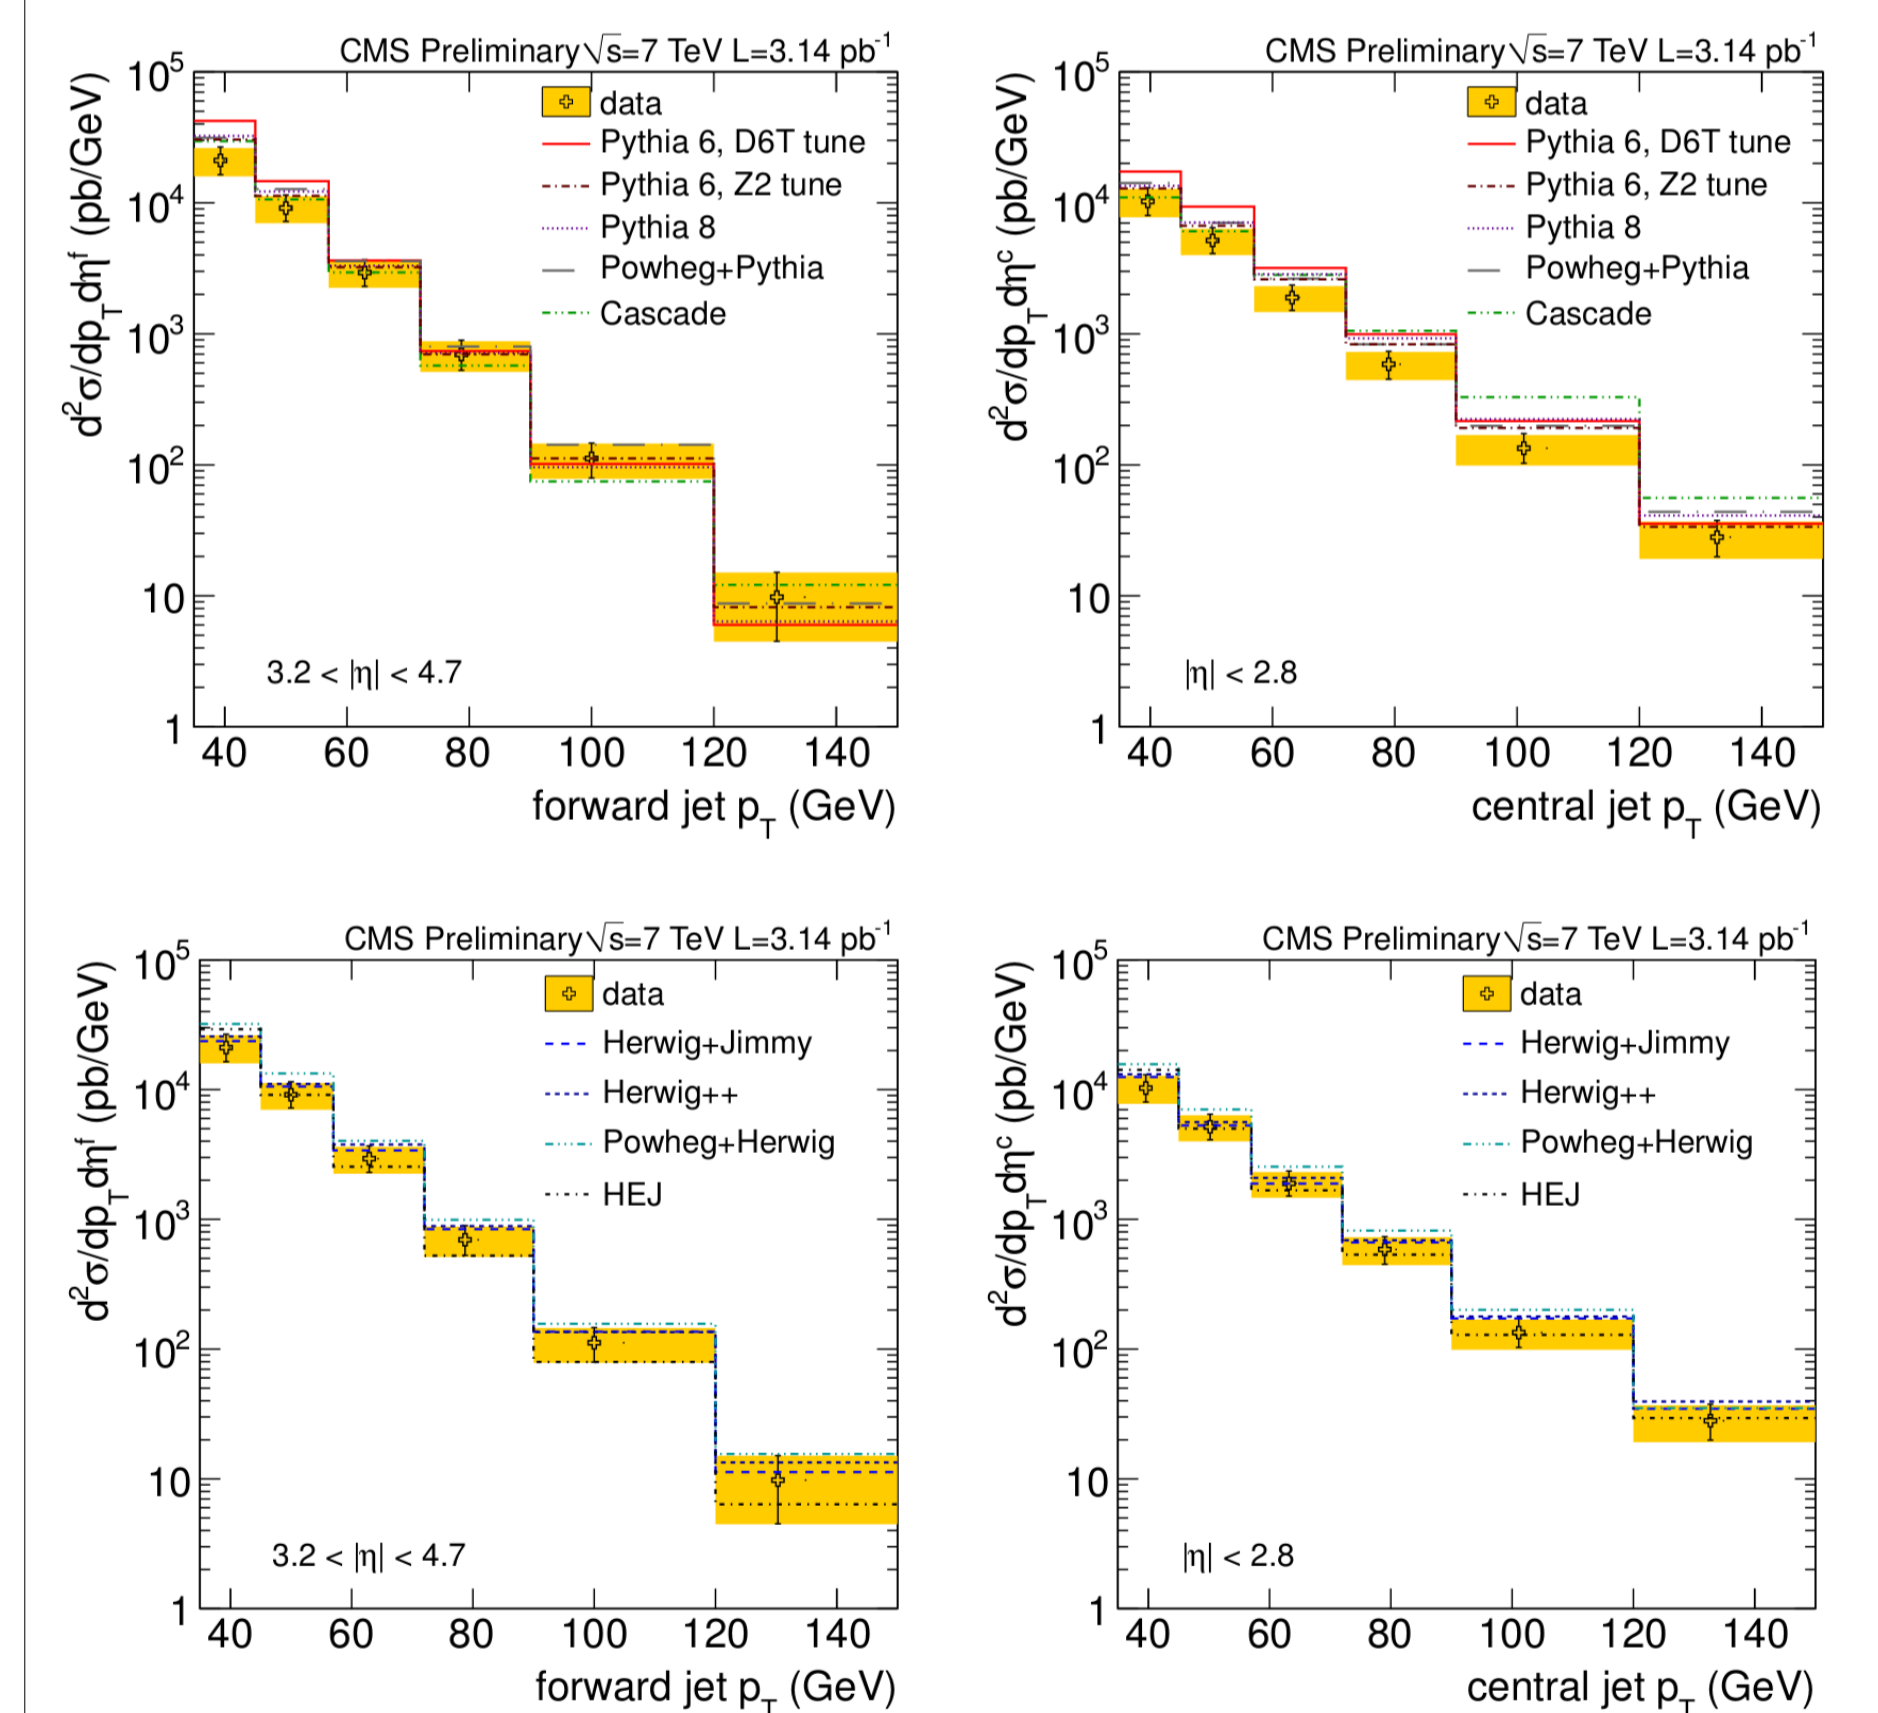 CMS Preliminary √s=7 TeV L=3.14 pb⁻¹
d²σ/dp_T dη^f (pb/GeV)
10⁵
10⁴
10³
10²
10
1
data
Pythia 6, D6T tune
Pythia 6, Z2 tune
Pythia 8
Powheg+Pythia
Cascade
3.2 < |η| < 4.7
40 60 80 100 120 140
forward jet p_T (GeV)
CMS Preliminary √s=7 TeV L=3.14 pb⁻¹
d²σ/dp_T dη^c (pb/GeV)
10⁵
10⁴
10³
10²
10
1
data
Pythia 6, D6T tune
Pythia 6, Z2 tune
Pythia 8
Powheg+Pythia
Cascade
|η| < 2.8
40 60 80 100 120 140
central jet p_T (GeV)
CMS Preliminary √s=7 TeV L=3.14 pb⁻¹
d²σ/dp_T dη^f (pb/GeV)
10⁵
10⁴
10³
10²
10
1
data
Herwig+Jimmy
Herwig++
Powheg+Herwig
HEJ
3.2 < |η| < 4.7
40 60 80 100 120 140
forward jet p_T (GeV)
CMS Preliminary √s=7 TeV L=3.14 pb⁻¹
d²σ/dp_T dη^c (pb/GeV)
10⁵
10⁴
10³
10²
10
1
data
Herwig+Jimmy
Herwig++
Powheg+Herwig
HEJ
|η| < 2.8
40 60 80 100 120 140
central jet p_T (GeV)